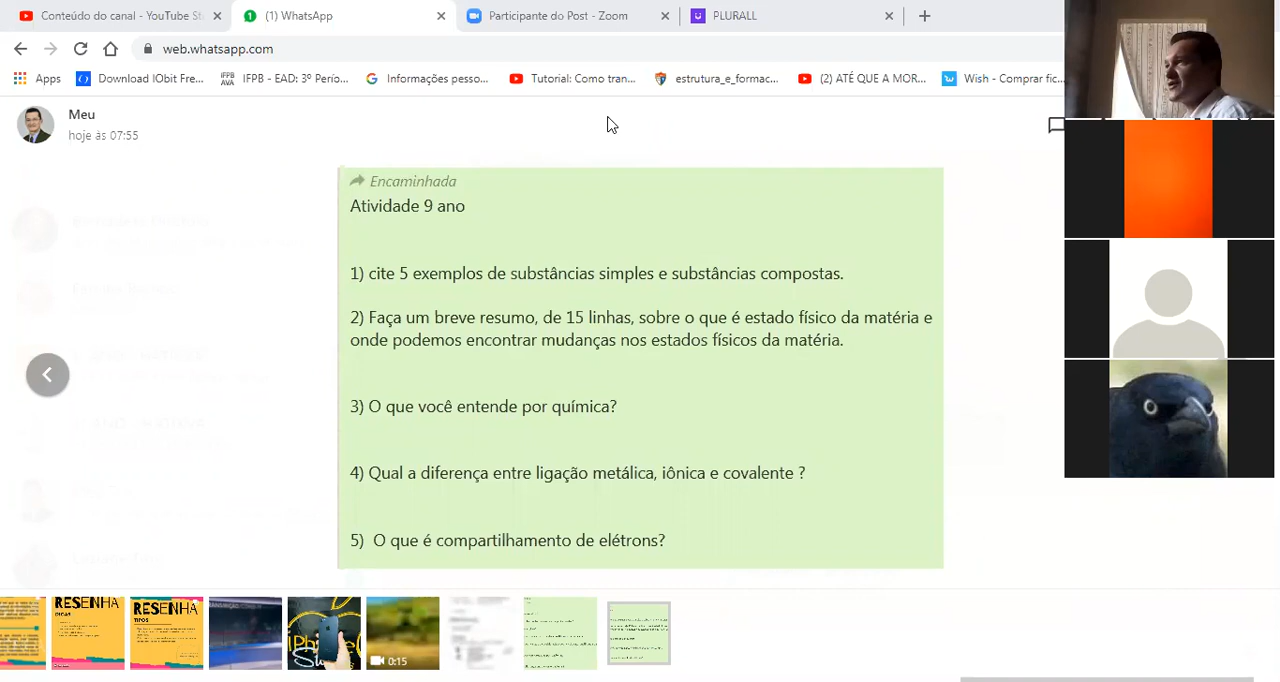 Conteúdo do canal - YouTube St
(1) WhatsApp
Participante do Post - Zoom
PLURALL
web.whatsapp.com
Apps
Download IObit Fre...
IFPB AVA
IFPB - EAD: 3º Perío...
Informações pesso...
Tutorial: Como tran...
estrutura_e_formac...
(2) ATÉ QUE A MOR...
Wish - Comprar fic...
Meu
hoje às 07:55
Encaminhada
Atividade 9 ano
1) cite 5 exemplos de substâncias simples e substâncias compostas.
2) Faça um breve resumo, de 15 linhas, sobre o que é estado físico da matéria e
onde podemos encontrar mudanças nos estados físicos da matéria.
3) O que você entende por química?
4) Qual a diferença entre ligação metálica, iônica e covalente ?
5) O que é compartilhamento de elétrons?
RESENHA
RESENHA
TIPOS
0:15